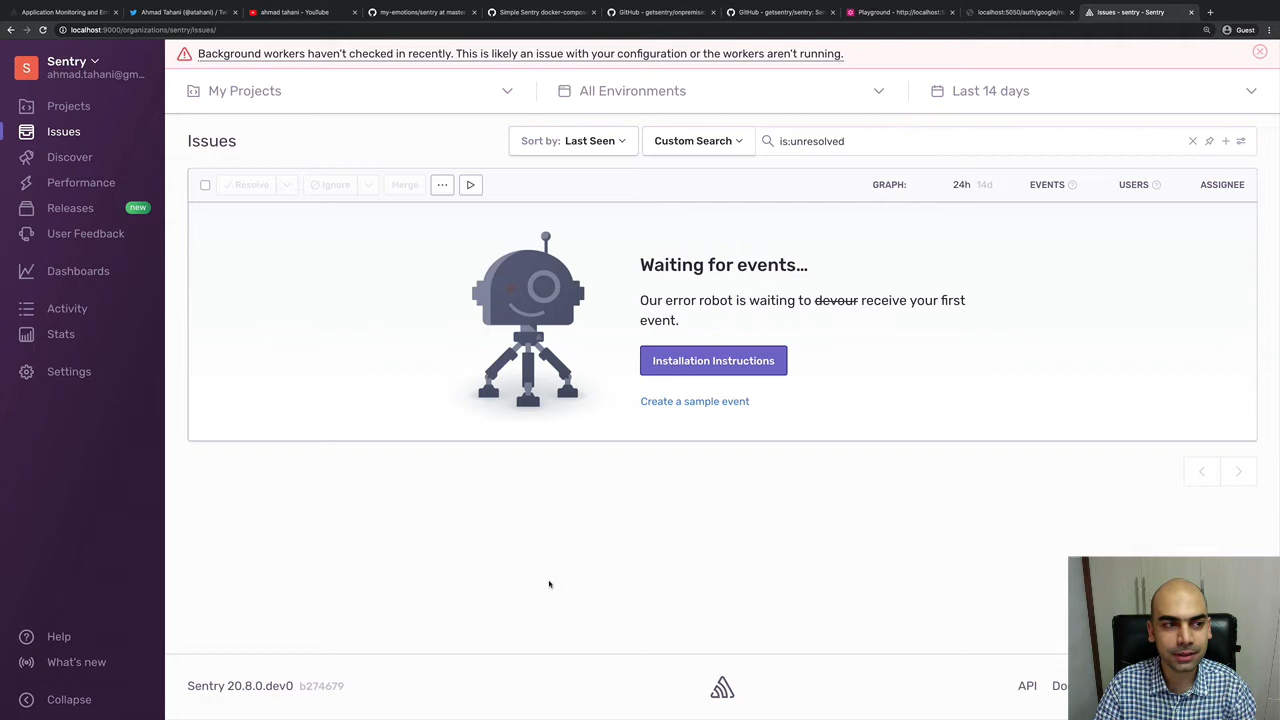 Application Monitoring and Err
Ahmad Tahani (@atahani) / Tw
ahmad tahani - YouTube
my-emotions/sentry at master
Simple Sentry docker-compos
GitHub - getsentry/sentry:
GitHub - getsentry/sentry: Se
Playground - http://localhost:
localhost:5050/auth/google/re
Issues - sentry - Sentry
localhost:9000/organizations/sentry/issues/
Guest
Background workers haven't checked in recently. This is likely an issue with your configuration or the workers aren't running.
S
Sentry
ahmad.tahani@gm...
Projects
Issues
Discover
Performance
Releases
new
User Feedback
Dashboards
Activity
Stats
Settings
Help
What's new
Collapse
My Projects
All Environments
Last 14 days
Issues
Sort by: Last Seen
Custom Search
is:unresolved
Resolve
Ignore
Merge
GRAPH:
24h
14d
EVENTS
USERS
ASSIGNEE
Waiting for events…
Our error robot is waiting to devour receive your first
event.
Installation Instructions
Create a sample event
Sentry 20.8.0.dev0 b274679
API
Do